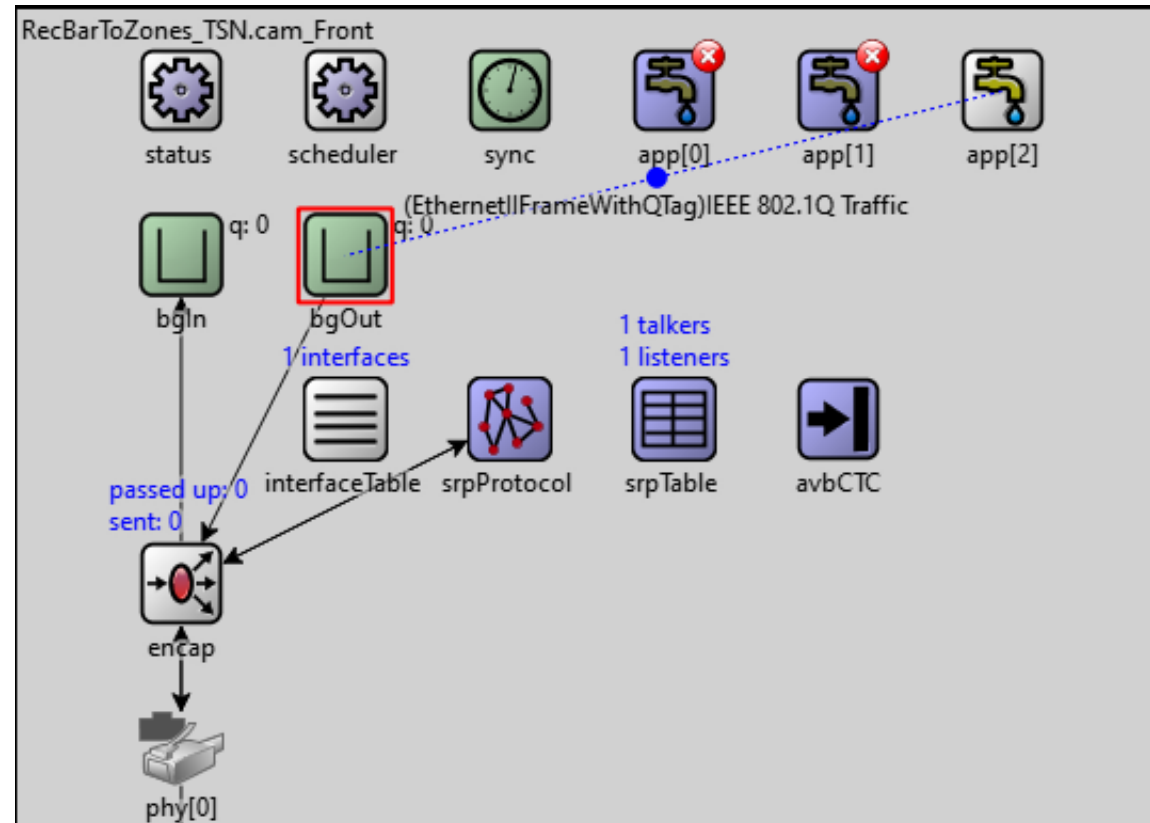 RecBarToZones_TSN.cam_Front
status
scheduler
sync
app[0]
app[1]
app[2]
(EthernetIIFrameWithQTag)IEEE 802.1Q Traffic
q: 0
q: 0
bgIn
bgOut
1 interfaces
1 talkers
1 listeners
interfaceTable
srpProtocol
srpTable
avbCTC
passed up: 0
sent: 0
encap
phy[0]